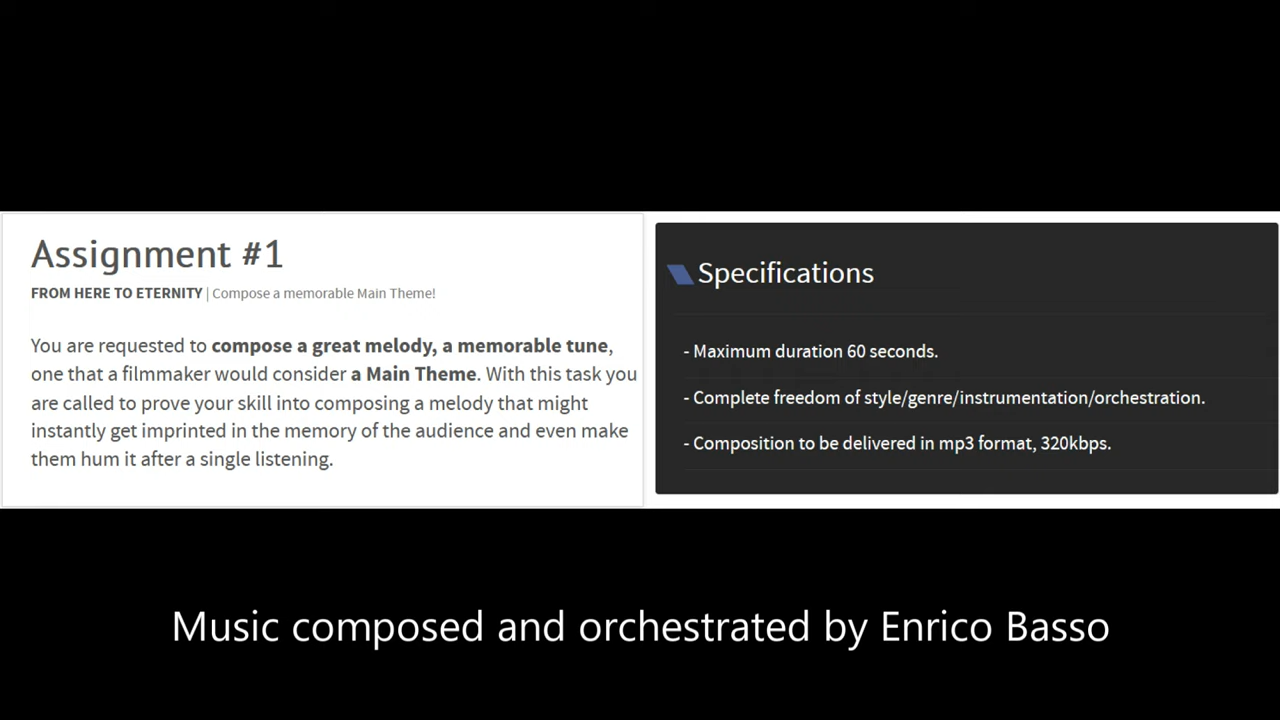 Assignment #1
FROM HERE TO ETERNITY | Compose a memorable Main Theme!
You are requested to compose a great melody, a memorable tune,
one that a filmmaker would consider a Main Theme. With this task you
are called to prove your skill into composing a melody that might
instantly get imprinted in the memory of the audience and even make
them hum it after a single listening.
Specifications
- Maximum duration 60 seconds.
- Complete freedom of style/genre/instrumentation/orchestration.
- Composition to be delivered in mp3 format, 320kbps.
Music composed and orchestrated by Enrico Basso